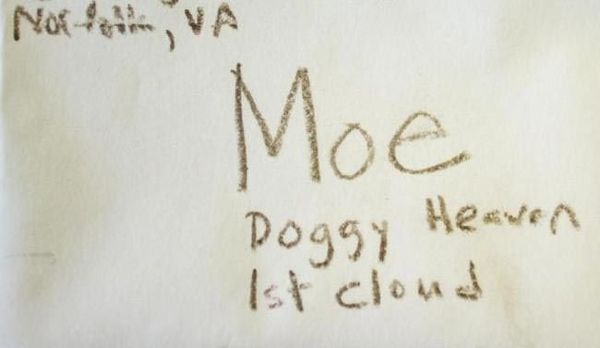 Norfolk, VA
Moe
Doggy Heaven
1st cloud